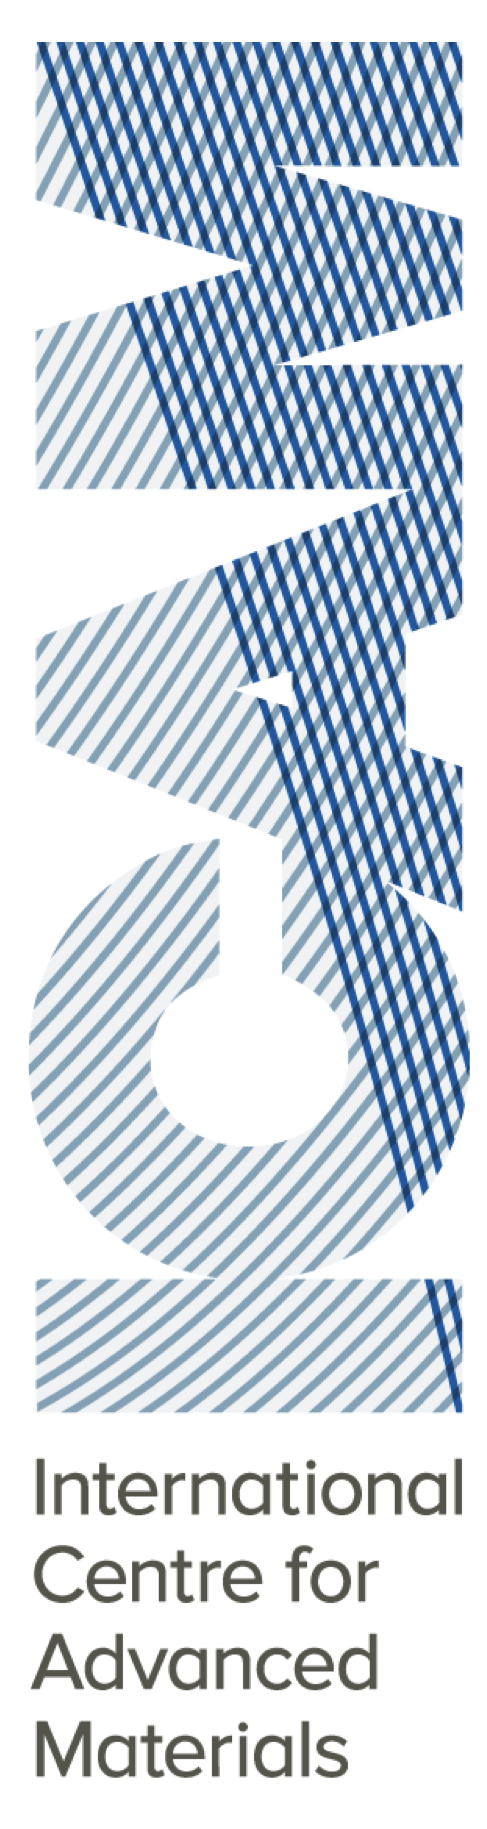 ICAM
International
Centre for
Advanced
Materials